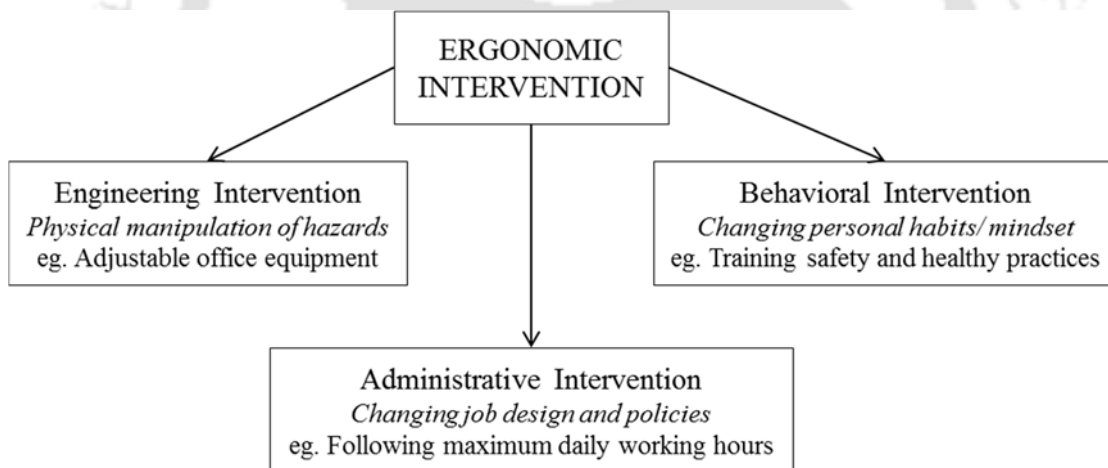 ERGONOMIC
INTERVENTION
Engineering Intervention
Physical manipulation of hazards
eg. Adjustable office equipment
Behavioral Intervention
Changing personal habits/ mindset
eg. Training safety and healthy practices
Administrative Intervention
Changing job design and policies
eg. Following maximum daily working hours